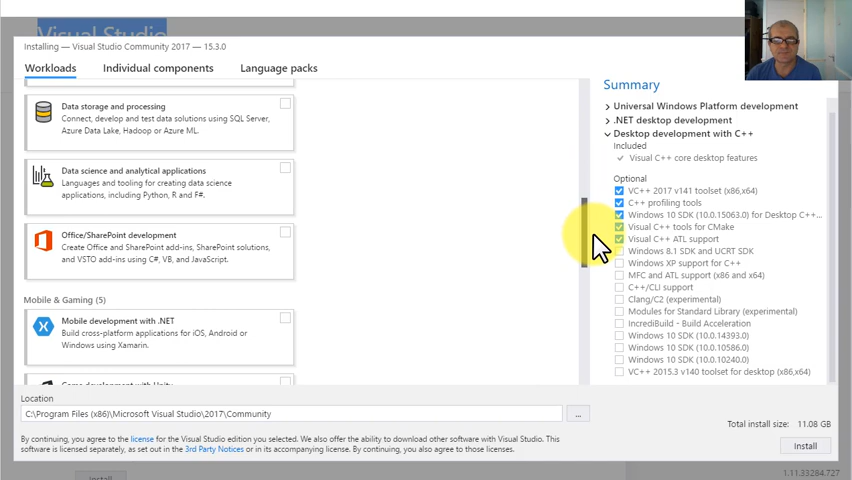 Visual Studio
Installing — Visual Studio Community 2017 — 15.3.0
Workloads
Individual components
Language packs
Data storage and processing
Connect, develop and test data solutions using SQL Server,
Azure Data Lake, Hadoop or Azure ML.
Data science and analytical applications
Languages and tooling for creating data science
applications, including Python, R and F#.
Office/SharePoint development
Create Office and SharePoint add-ins, SharePoint solutions,
and VSTO add-ins using C#, VB, and JavaScript.
Mobile & Gaming (5)
Mobile development with .NET
Build cross-platform applications for iOS, Android or
Windows using Xamarin.
Game development with Unity
Summary
Universal Windows Platform development
.NET desktop development
Desktop development with C++
Included
Visual C++ core desktop features
Optional
VC++ 2017 v141 toolset (x86,x64)
C++ profiling tools
Windows 10 SDK (10.0.15063.0) for Desktop C++...
Visual C++ tools for CMake
Visual C++ ATL support
Windows 8.1 SDK and UCRT SDK
Windows XP support for C++
MFC and ATL support (x86 and x64)
C++/CLI support
Clang/C2 (experimental)
Modules for Standard Library (experimental)
IncrediBuild - Build Acceleration
Windows 10 SDK (10.0.14393.0)
Windows 10 SDK (10.0.10586.0)
Windows 10 SDK (10.0.10240.0)
VC++ 2015.3 v140 toolset for desktop (x86,x64)
Location
C:\Program Files (x86)\Microsoft Visual Studio\2017\Community
...
Total install size: 11.08 GB
By continuing, you agree to the license for the Visual Studio edition you selected. We also offer the ability to download other software with Visual Studio. This
software is licensed separately, as set out in the 3rd Party Notices or in its accompanying license. By continuing, you also agree to those licenses.
Install
Install
1.11.33284.727